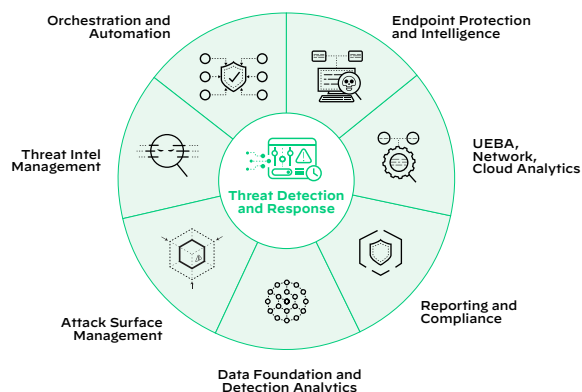 Orchestration and
Automation
Endpoint Protection
and Intelligence
Threat Intel
Management
UEBA,
Network,
Cloud Analytics
Threat Detection
and Response
Attack Surface
Management
Reporting and
Compliance
Data Foundation and
Detection Analytics